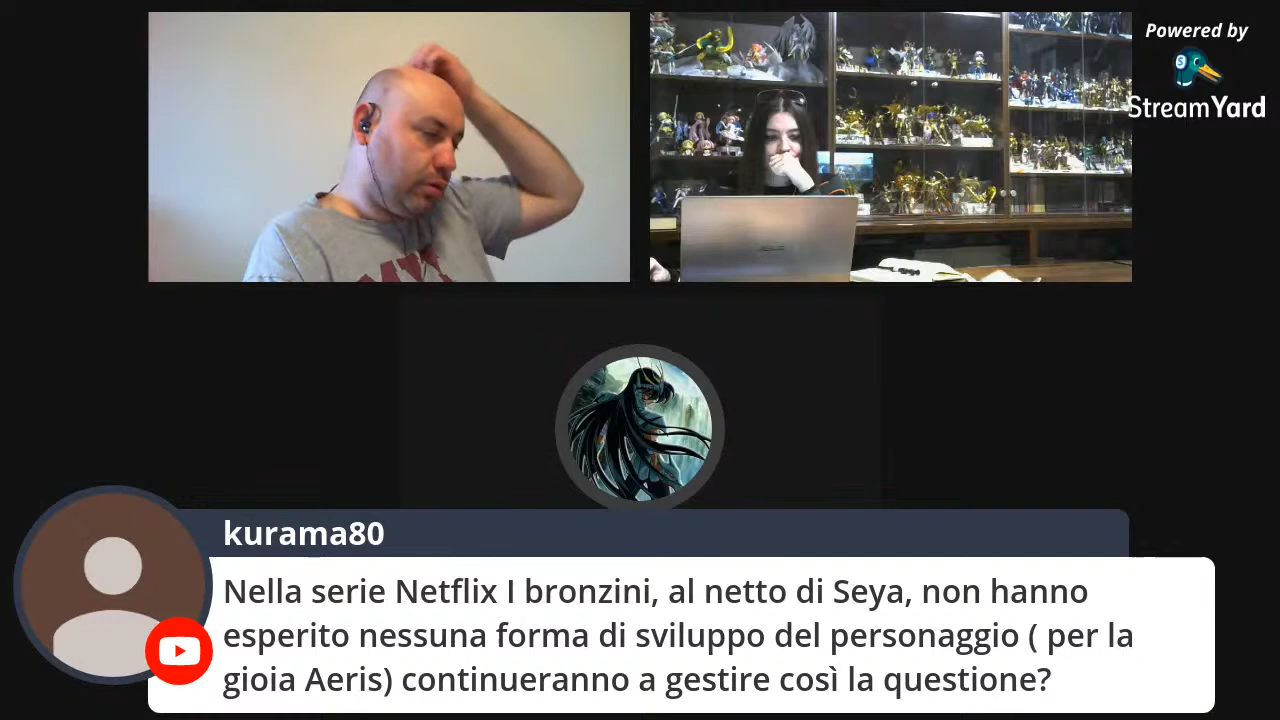 Powered by
StreamYard
kurama80
Nella serie Netflix I bronzini, al netto di Seya, non hanno
esperito nessuna forma di sviluppo del personaggio ( per la
gioia Aeris) continueranno a gestire così la questione?